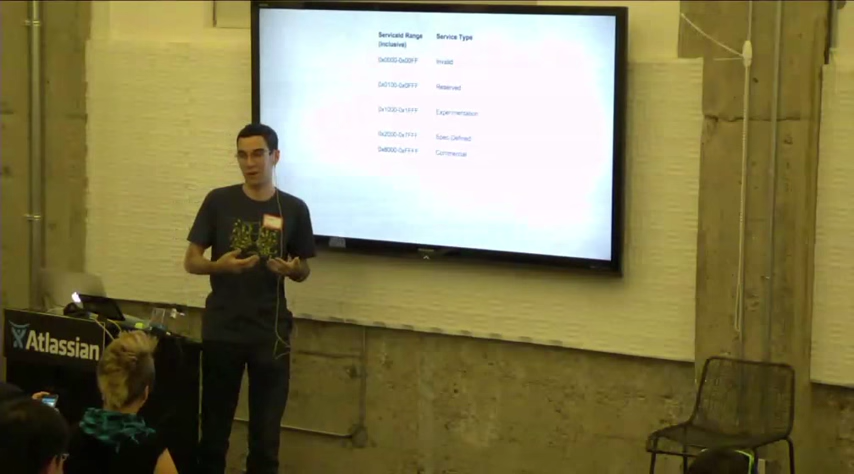 ServiceId Range Service Type
(Inclusive)
0x0000-0x00FF Invalid
0x0100-0x0FFF Reserved
0x1000-0x1FFF Experimentation
0x2000-0x7FFF Spec-Defined
0x8000-0xFFFF Commercial
Atlassian